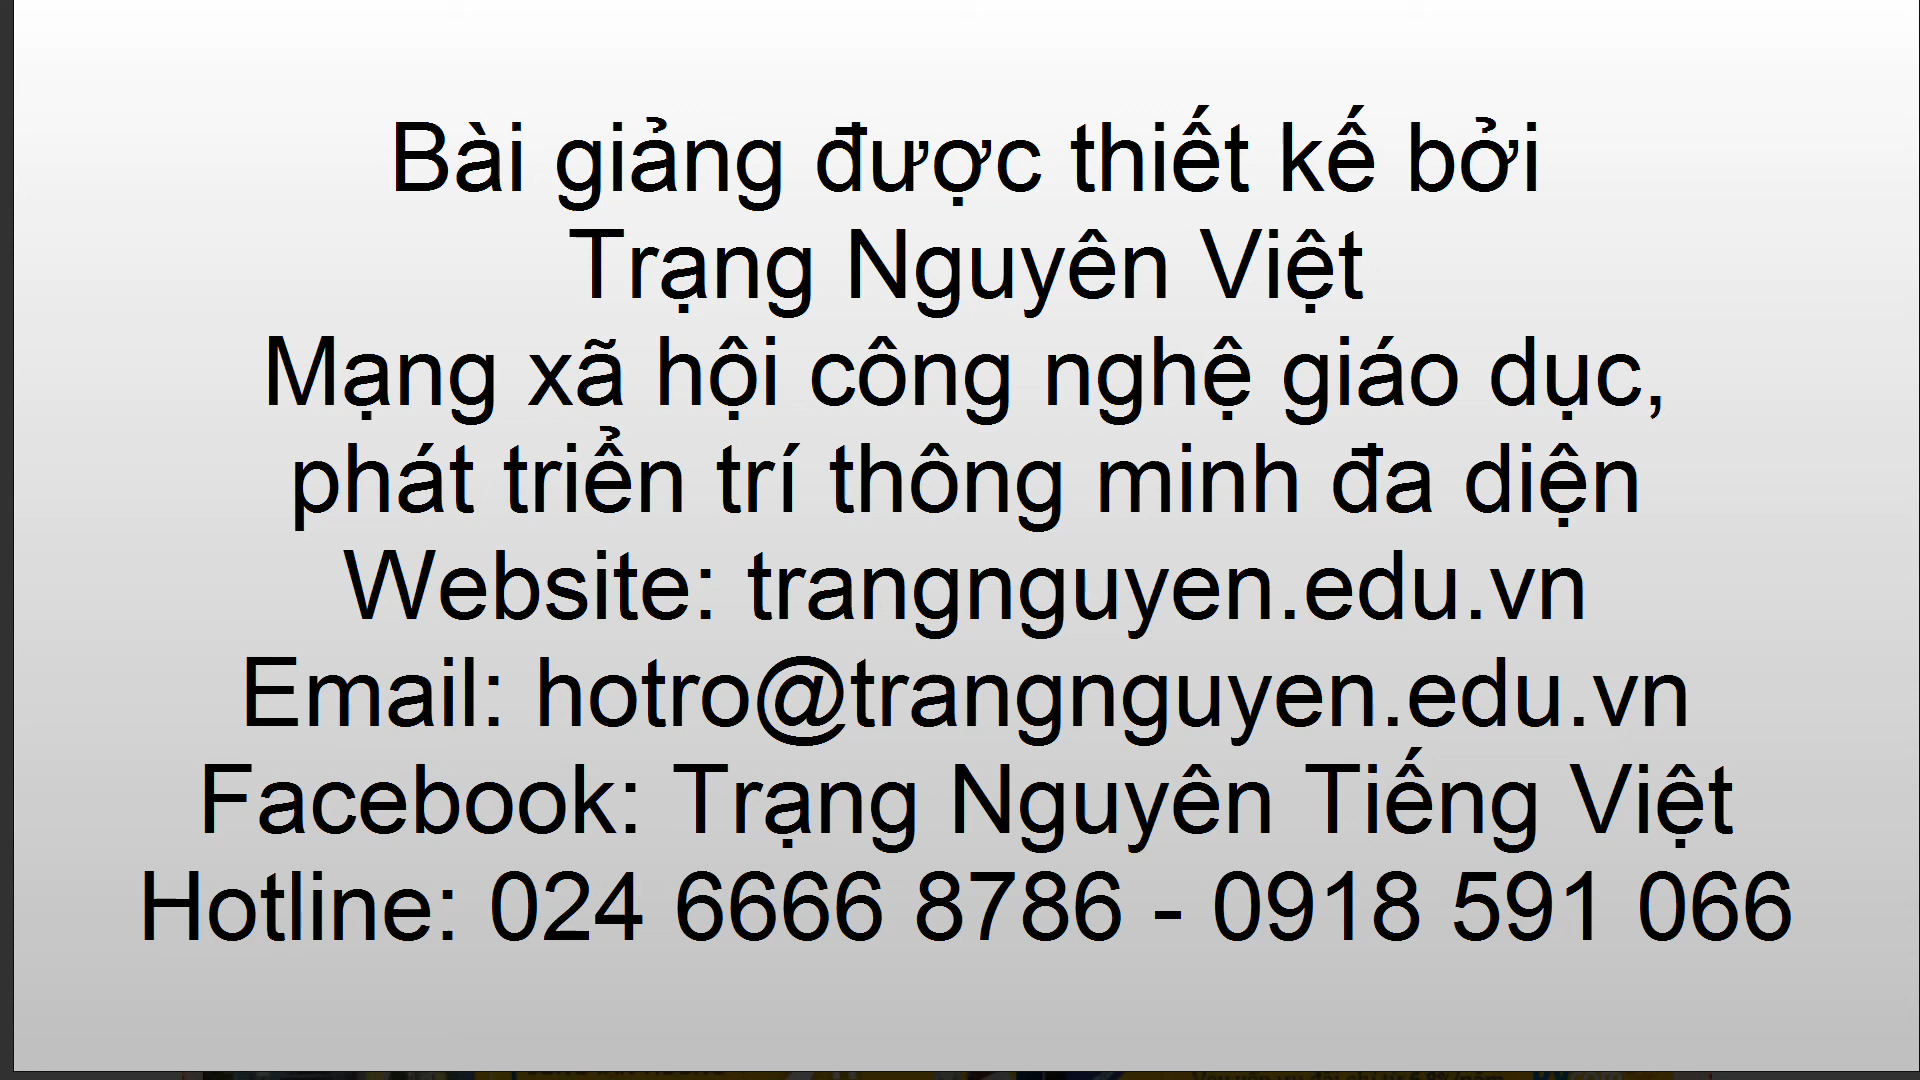 Bài giảng được thiết kế bởi
Trạng Nguyên Việt
Mạng xã hội công nghệ giáo dục,
phát triển trí thông minh đa diện
Website: trangnguyen.edu.vn
Email: hotro@trangnguyen.edu.vn
Facebook: Trạng Nguyên Tiếng Việt
Hotline: 024 6666 8786 - 0918 591 066